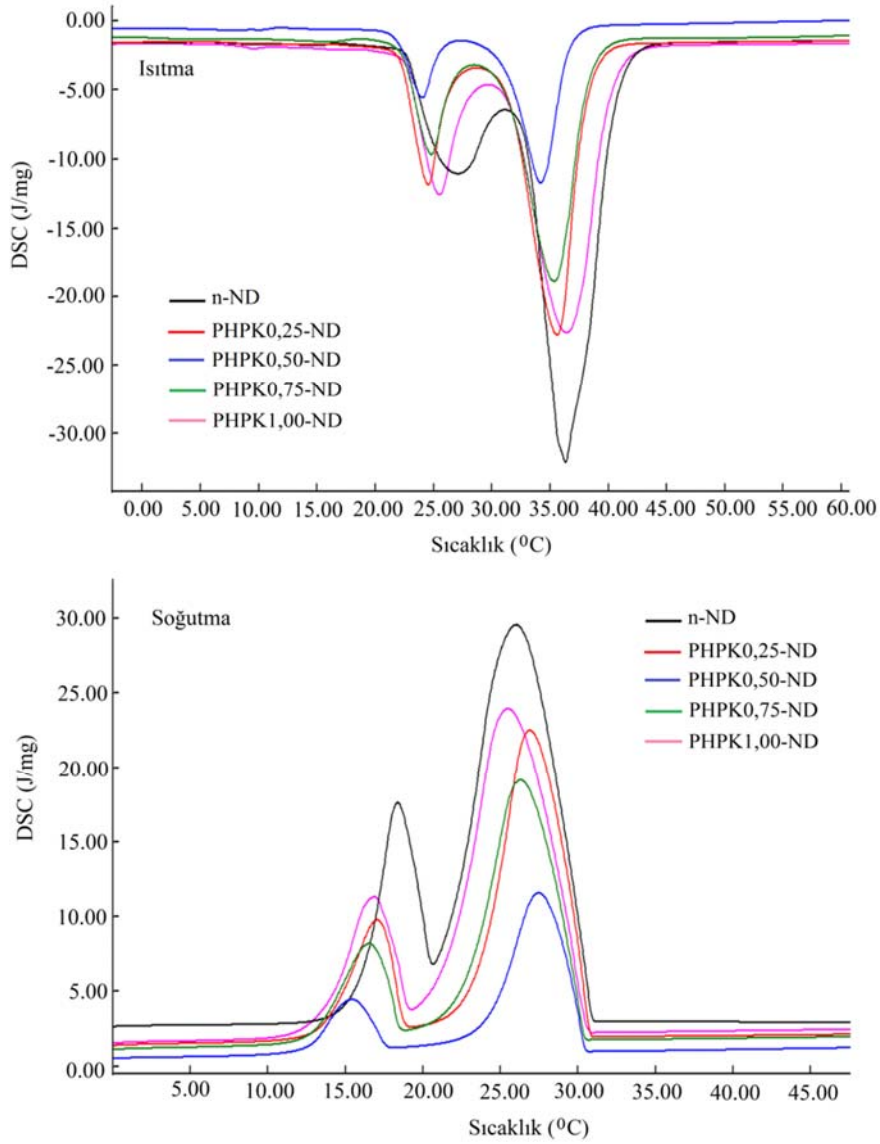 0.00
Isıtma
-5.00
-10.00
-15.00
-20.00
-25.00
-30.00
DSC (J/mg)
n-ND
PHPK0,25-ND
PHPK0,50-ND
PHPK0,75-ND
PHPK1,00-ND
0.00 5.00 10.00 15.00 20.00 25.00 30.00 35.00 40.00 45.00 50.00 55.00 60.00
Sıcaklık (⁰C)
Soğutma
30.00
25.00
20.00
15.00
10.00
5.00
0.00
DSC (J/mg)
n-ND
PHPK0,25-ND
PHPK0,50-ND
PHPK0,75-ND
PHPK1,00-ND
5.00 10.00 15.00 20.00 25.00 30.00 35.00 40.00 45.00
Sıcaklık (⁰C)